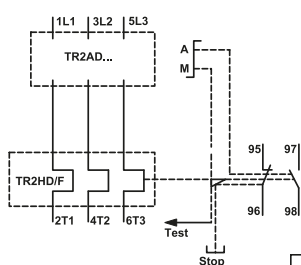 1L1 3L2 5L3
TR2AD...
A
M
95 97
TR2HD/F
96 98
2T1 4T2 6T3
Test
Stop